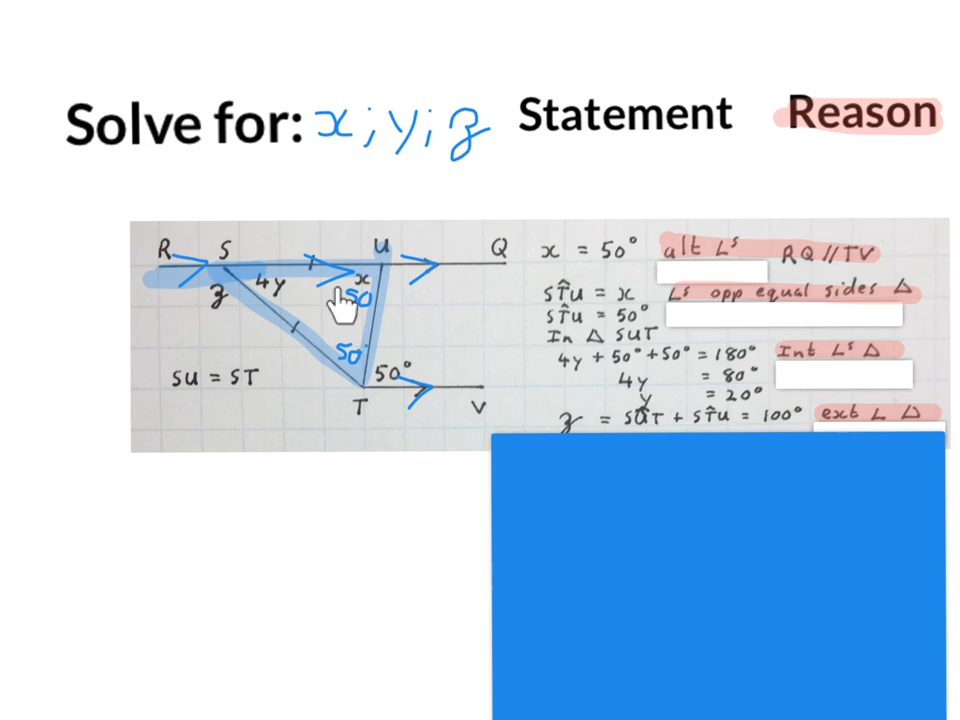 Solve for: x; y; z
Statement Reason
R S U Q
4y x
z 50
50 50°
SU = ST
T V
x = 50° alt ∠s RQ // TV
ST̂U = x ∠s opp equal sides Δ
ST̂U = 50°
In Δ SUT
4y + 50° + 50° = 180° Int ∠s Δ
4y = 80°
y = 20°
z = SÛT + ST̂U = 100° ext ∠ Δ